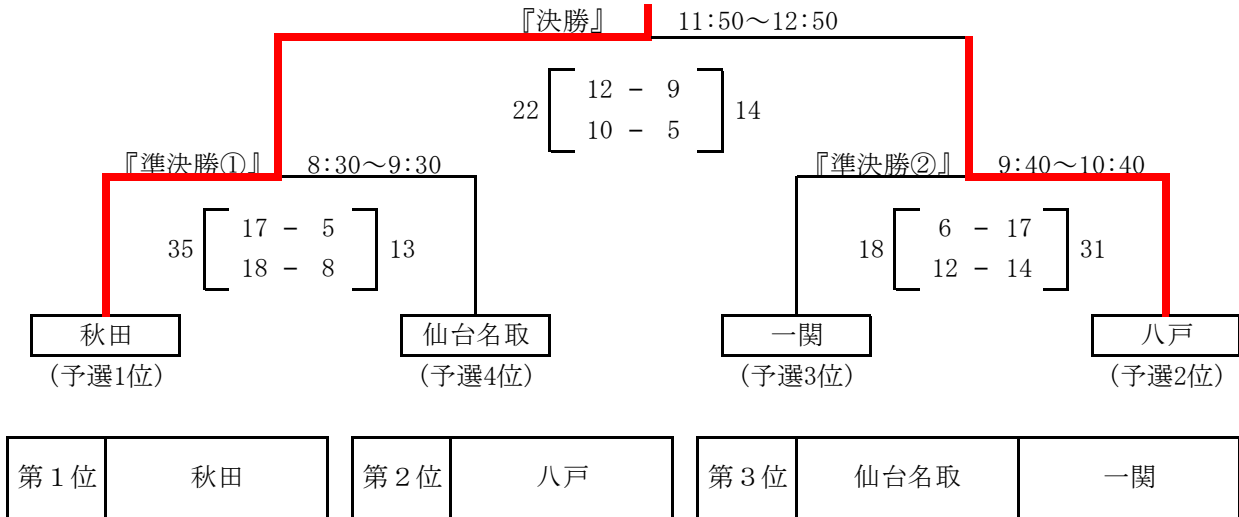 『決勝』 11:50～12:50
22 12 － 9 14
10 － 5
『準決勝①』 8:30～9:30
『準決勝②』 9:40～10:40
35 17 － 5 13
18 － 8
18 6 － 17 31
12 － 14
秋田 仙台名取 一関 八戸
(予選1位) (予選4位) (予選3位) (予選2位)
第１位 秋田 第２位 八戸 第３位 仙台名取 一関